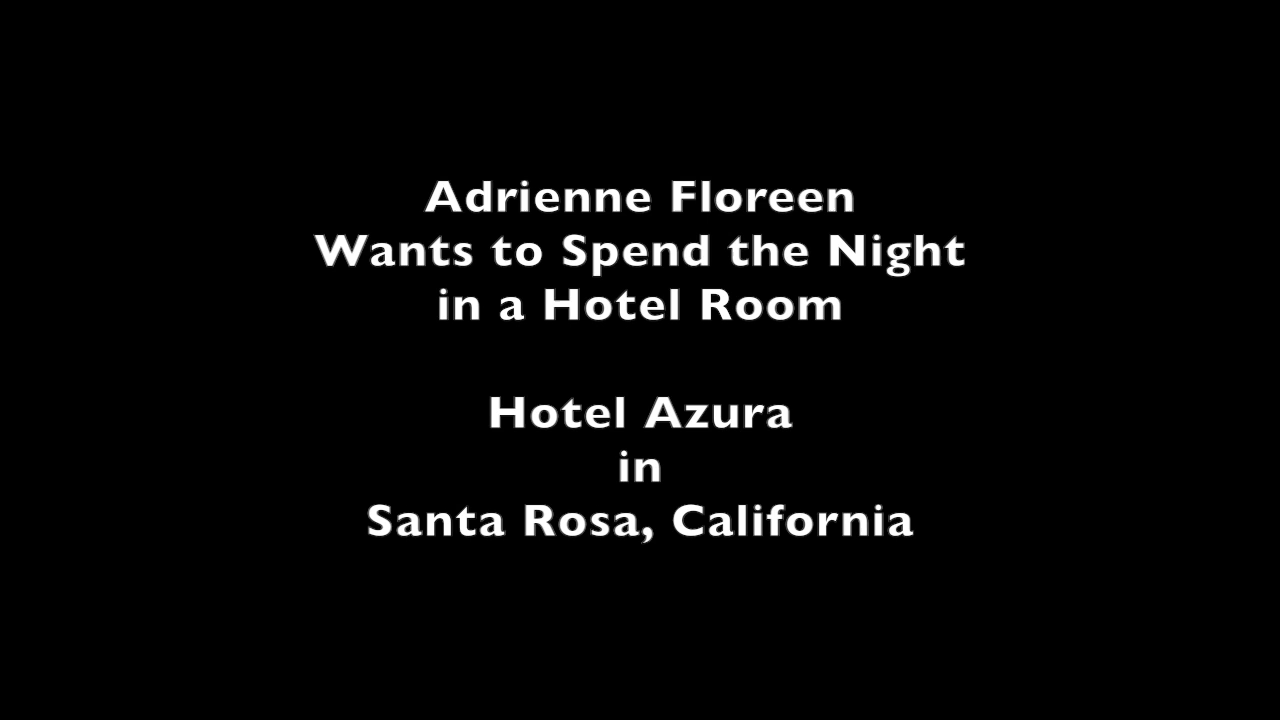 Adrienne Floreen
Wants to Spend the Night
in a Hotel Room
Hotel Azura
in
Santa Rosa, California